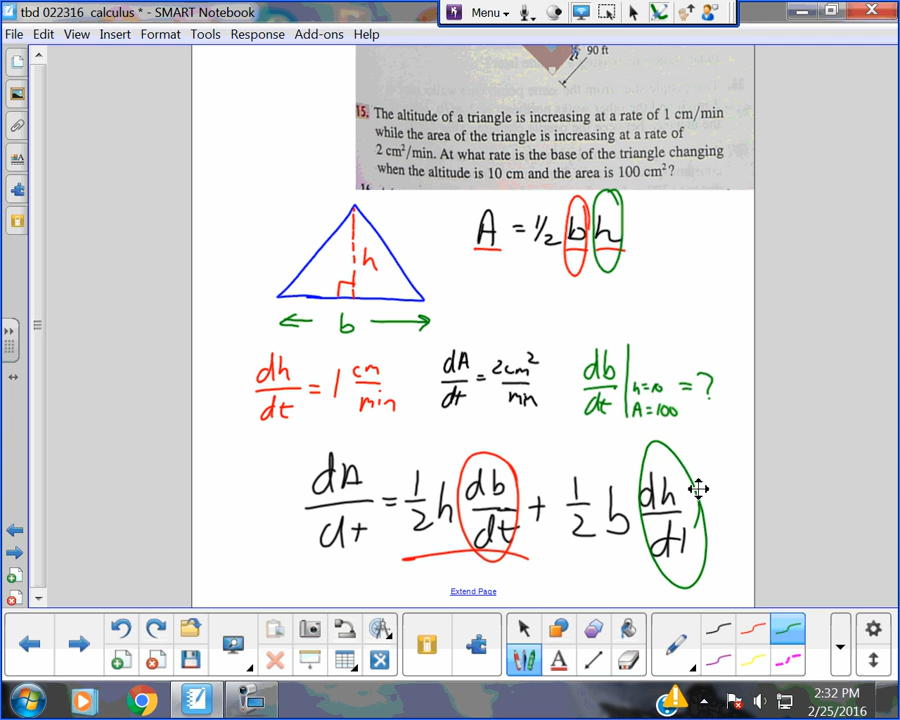 tbd 022316 calculus * - SMART Notebook
Menu
File Edit View Insert Format Tools Response Add-ons Help
90 ft
15. The altitude of a triangle is increasing at a rate of 1 cm/min
while the area of the triangle is increasing at a rate of
2 cm²/min. At what rate is the base of the triangle changing
when the altitude is 10 cm and the area is 100 cm²?
A = 1/2 b h
h
b
dh/dt = 1 cm/min dA/dt = 2cm²/min db/dt | h=10 A=100 = ?
dA/dt = 1/2 h db/dt + 1/2 b dh/dt
Extend Page
2:32 PM
2/25/2016